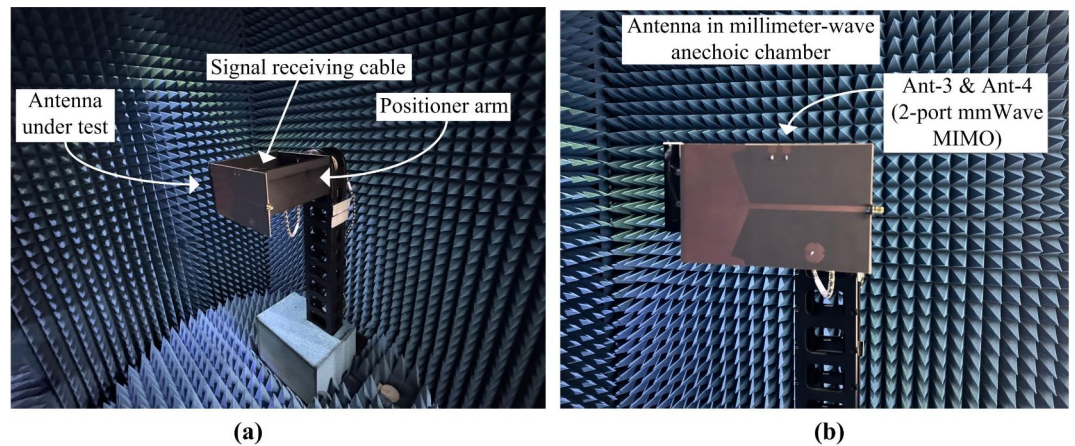 Signal receiving cable
Antenna
under test
Positioner arm
(a)
Antenna in millimeter-wave
anechoic chamber
Ant-3 & Ant-4
(2-port mmWave
MIMO)
(b)